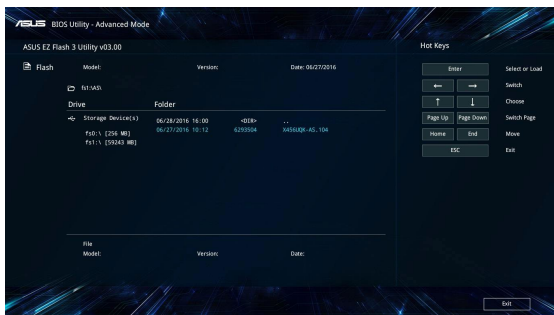 ASUS BIOS Utility - Advanced Mode
ASUS EZ Flash 3 Utility v03.00
Hot Keys
Flash Model: Version: Date: 06/27/2016
Enter Select or Load
fs1:\A5\
← → Switch
Drive Folder
↑ ↓ Choose
Storage Device(s) 06/28/2016 16:00 <DIR> ..
Page Up Page Down Switch Page
fs0:\ [256 MB] 06/27/2016 10:12 6293504 X456UQK-AS.104
Home End Move
fs1:\ [59243 MB]
ESC Exit
File
Model: Version: Date:
Exit